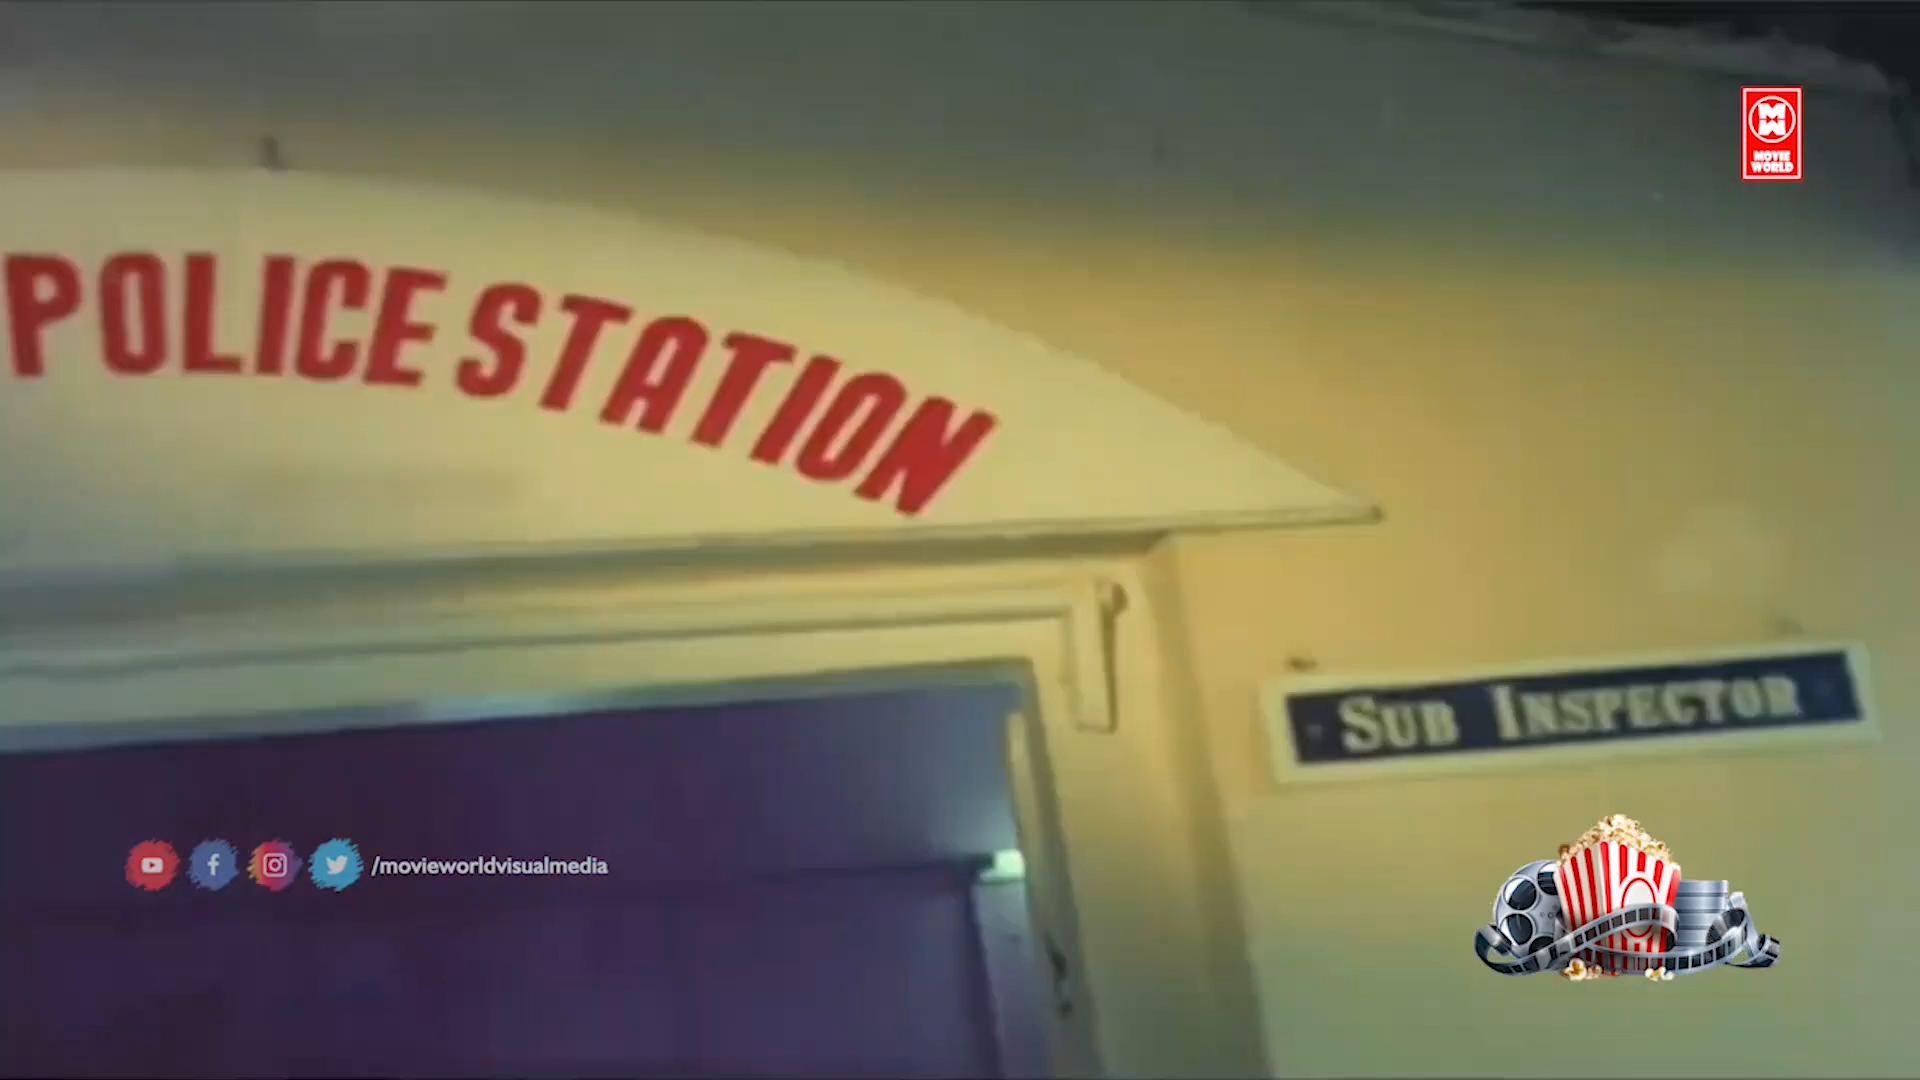 MOVIE
WORLD
POLICE STATION
SUB INSPECTOR
/movieworldvisualmedia